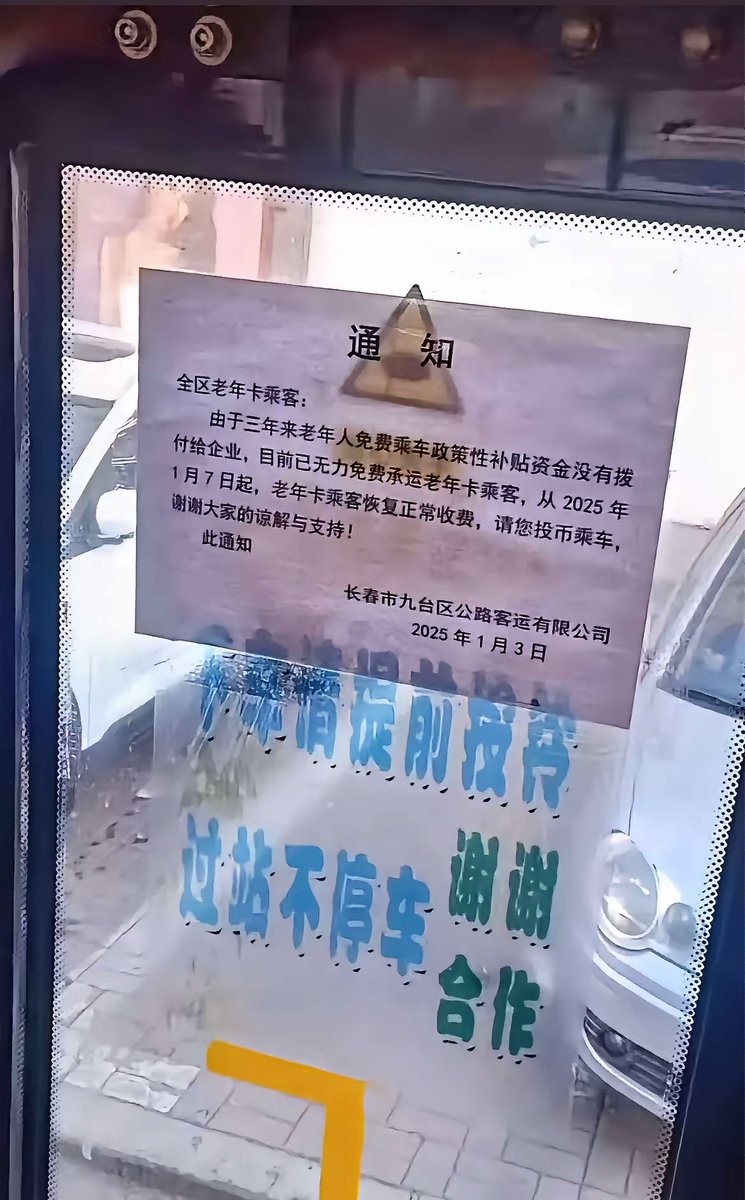 通 知
全区老年卡乘客：
由于三年来老年人免费乘车政策性补贴资金没有拨
付给企业，目前已无力免费承运老年卡乘客，从 2025 年
1 月 7 日起，老年卡乘客恢复正常收费，请您投币乘车，
谢谢大家的谅解与支持！
此通知
长春市九台区公路客运有限公司
2025 年 1 月 3 日
请提前按铃
过站不停车
谢谢
合作